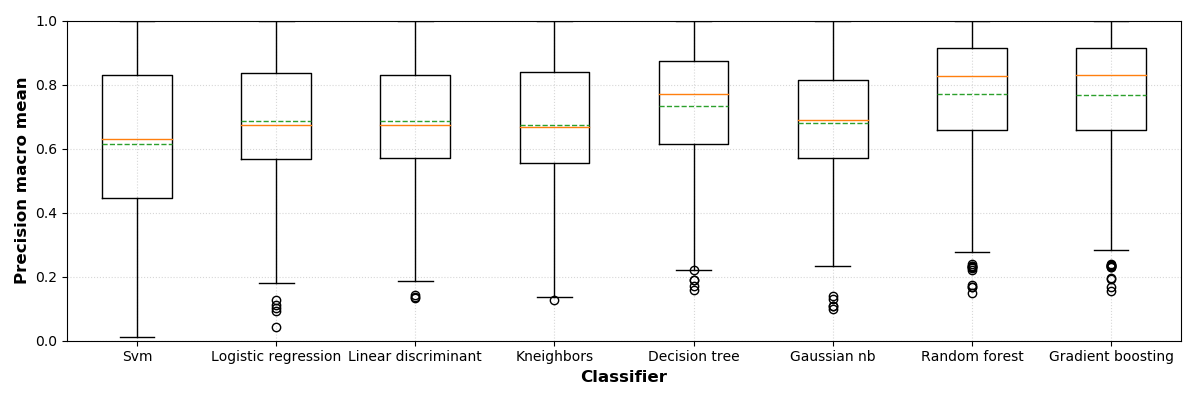 Precision macro mean
1.0
0.8
0.6
0.4
0.2
0.0
Svm Logistic regression Linear discriminant Kneighbors Decision tree Gaussian nb Random forest Gradient boosting
Classifier